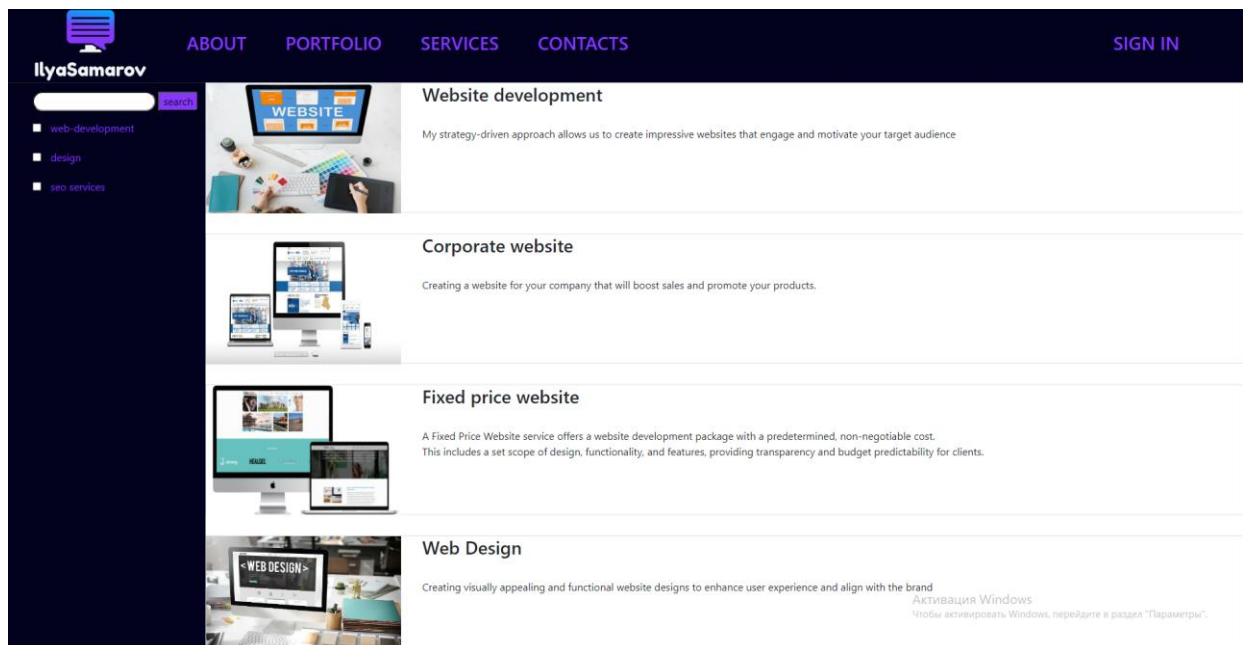 IlyaSamarov
ABOUT
PORTFOLIO
SERVICES
CONTACTS
SIGN IN
search
web-development
design
seo services
WEBSITE
Website development
My strategy-driven approach allows us to create impressive websites that engage and motivate your target audience
Corporate website
Creating a website for your company that will boost sales and promote your products.
Fixed price website
A Fixed Price Website service offers a website development package with a predetermined, non-negotiable cost.
This includes a set scope of design, functionality, and features, providing transparency and budget predictability for clients.
<WEB DESIGN>
Web Design
Creating visually appealing and functional website designs to enhance user experience and align with the brand
Активация Windows
Чтобы активировать Windows, перейдите в раздел "Параметры".